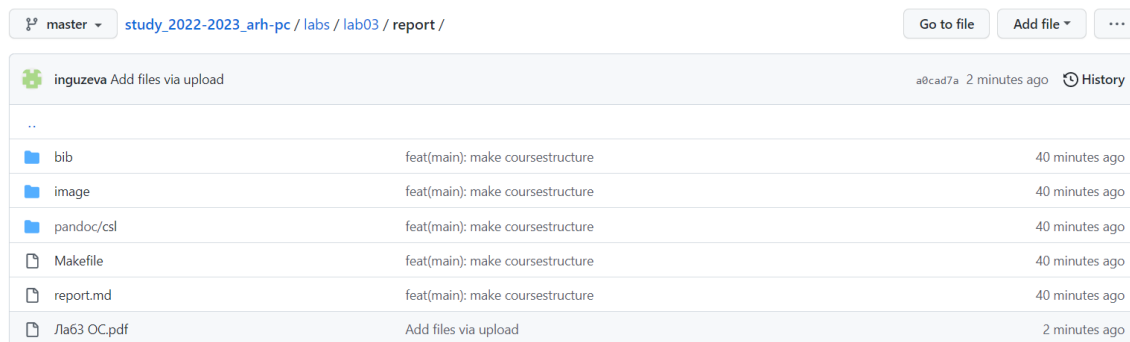 master study_2022-2023_arh-pc / labs / lab03 / report / Go to file Add file ...
inguzeva Add files via upload a0cad7a 2 minutes ago History
..
bib feat(main): make coursestructure 40 minutes ago
image feat(main): make coursestructure 40 minutes ago
pandoc/csl feat(main): make coursestructure 40 minutes ago
Makefile feat(main): make coursestructure 40 minutes ago
report.md feat(main): make coursestructure 40 minutes ago
Лаб3 ОС.pdf Add files via upload 2 minutes ago